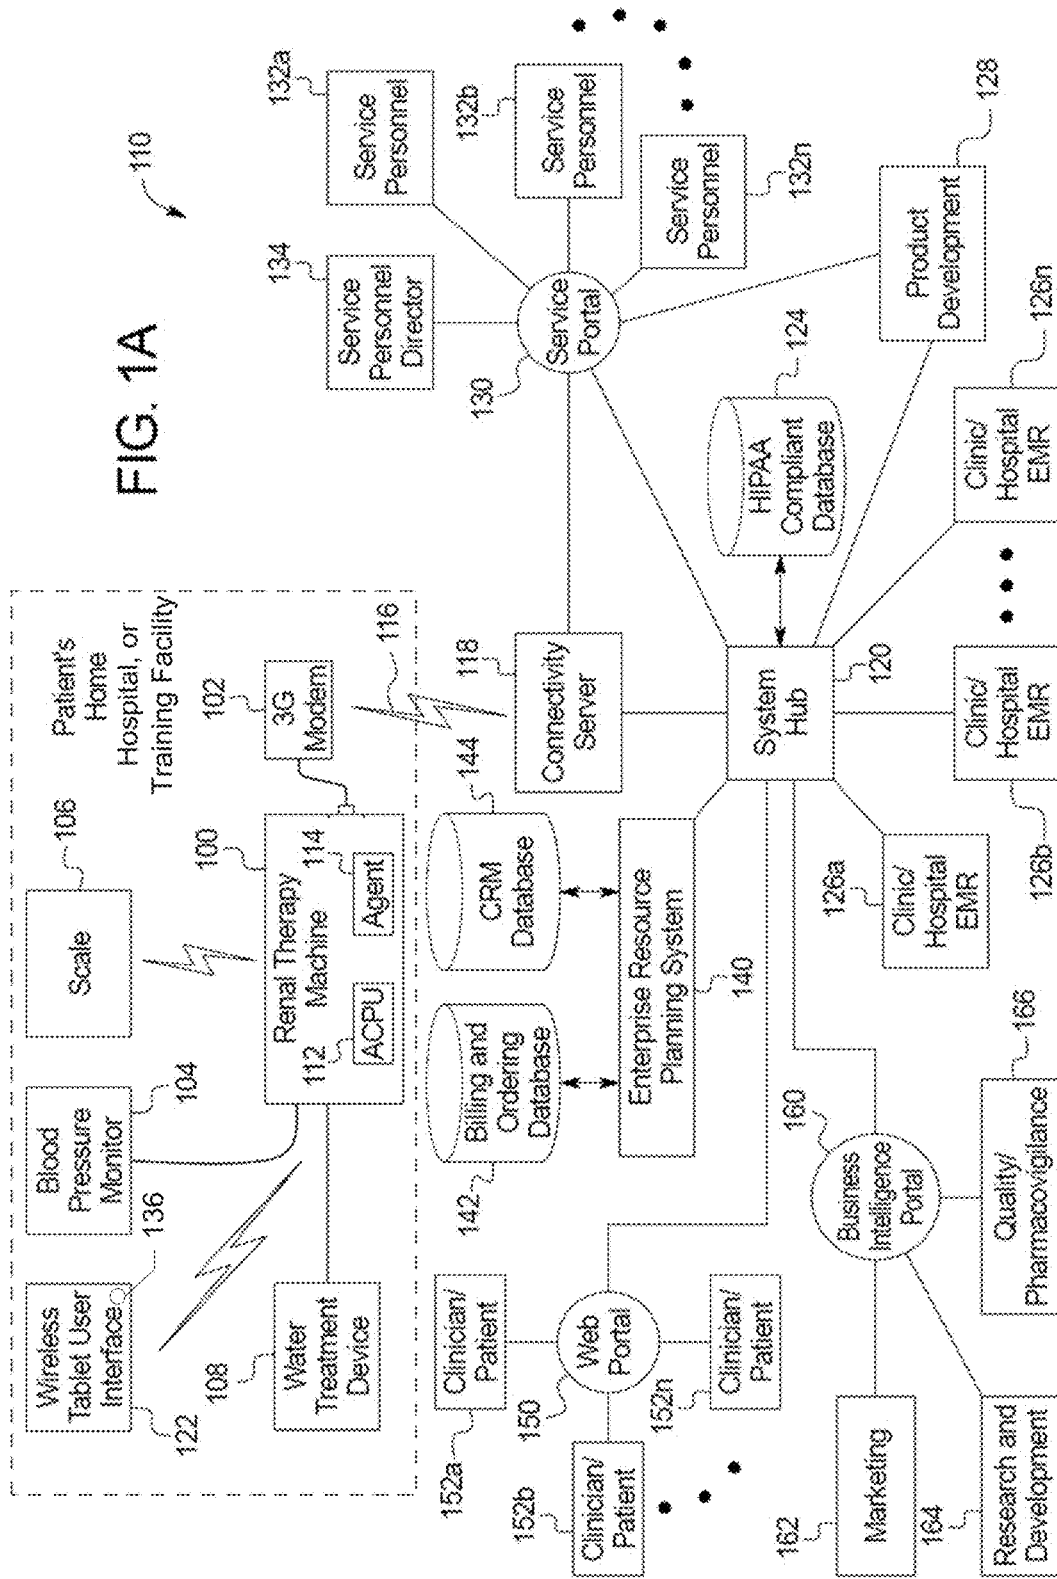 FIG. 1A
110
Patient's
Home
Hospital, or
Training Facility
Wireless
Tablet User
Interface
122
136
Blood
Pressure
Monitor
104
Scale
106
Water
Treatment
Device
108
Renal Therapy
Machine
100
112
ACPU
114
Agent
102
3G
Modem
116
152a
Clinician/
Patient
142
Billing and
Ordering
Database
144
CRM
Database
118
Connectivity
Server
134
Service
Personnel
Director
132a
Service
Personnel
152b
Clinician/
Patient
150
Web
Portal
152n
Clinician/
Patient
Enterprise Resource
Planning System
140
130
Service
Portal
132b
Service
Personnel
132n
Service
Personnel
System
Hub
120
HIPAA
Compliant
Database
124
Product
Development
128
160
Business
Intelligence
Portal
162
Marketing
164
Research and
Development
166
Quality/
Pharmacovigilance
126a
Clinic/
Hospital
EMR
Clinic/
Hospital
EMR
126b
Clinic/
Hospital
EMR
126n